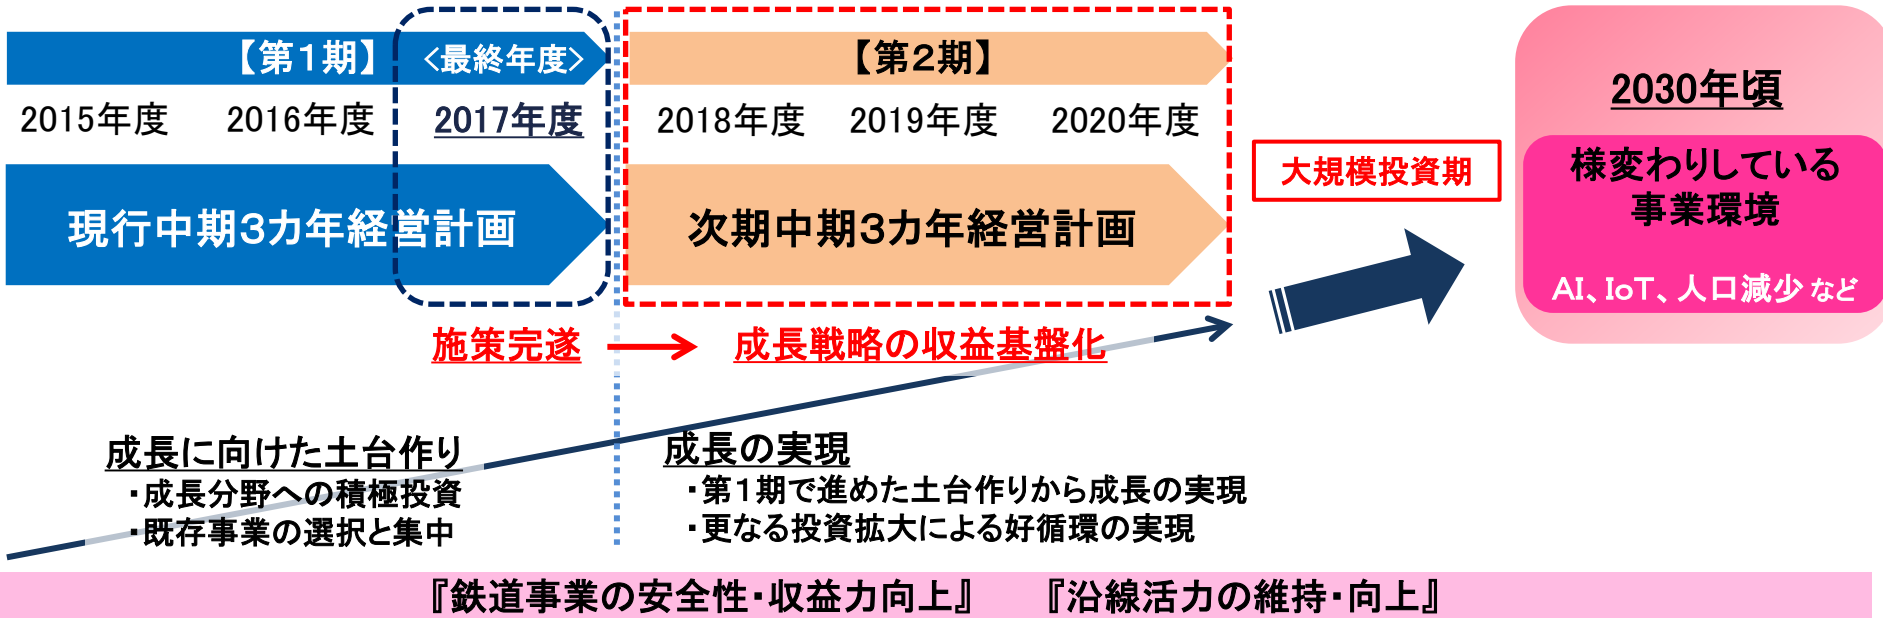 【第1期】 <最終年度>
2015年度 2016年度 2017年度
現行中期3カ年経営計画
【第2期】
2018年度 2019年度 2020年度
次期中期3カ年経営計画
大規模投資期
2030年頃
様変わりしている
事業環境
AI、IoT、人口減少 など
施策完遂
成長戦略の収益基盤化
成長に向けた土台作り
・成長分野への積極投資
・既存事業の選択と集中
成長の実現
・第1期で進めた土台作りから成長の実現
・更なる投資拡大による好循環の実現
『鉄道事業の安全性・収益力向上』 『沿線活力の維持・向上』